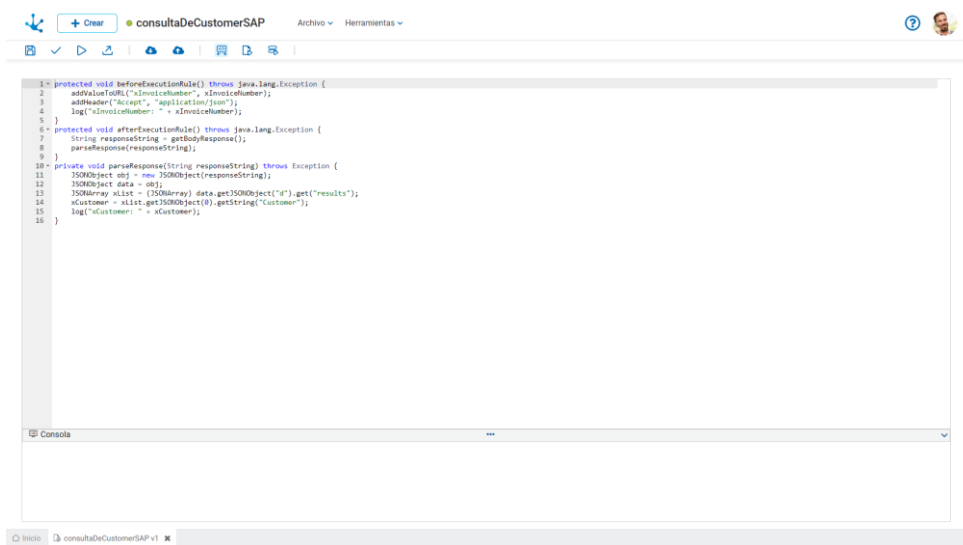 + Crear
consultaDeCustomerSAP
Archivo
Herramientas
1 protected void beforeExecutionRule() throws java.lang.Exception {
2 addValueToURL("xInvoiceNumber", xInvoiceNumber);
3 addHeader("Accept", "application/json");
4 log("xInvoiceNumber: " + xInvoiceNumber);
5 }
6 protected void afterExecutionRule() throws java.lang.Exception {
7 String responseString = getBodyResponse();
8 parseResponse(responseString);
9 }
10 private void parseResponse(String responseString) throws Exception {
11 JSONObject obj = new JSONObject(responseString);
12 JSONObject data = obj;
13 JSONArray xList = (JSONArray) data.getJSONObject("d").get("results");
14 xCustomer = xList.getJSONObject(0).getString("Customer");
15 log("xCustomer: " + xCustomer);
16 }
Consola
Inicio
consultaDeCustomerSAP v1